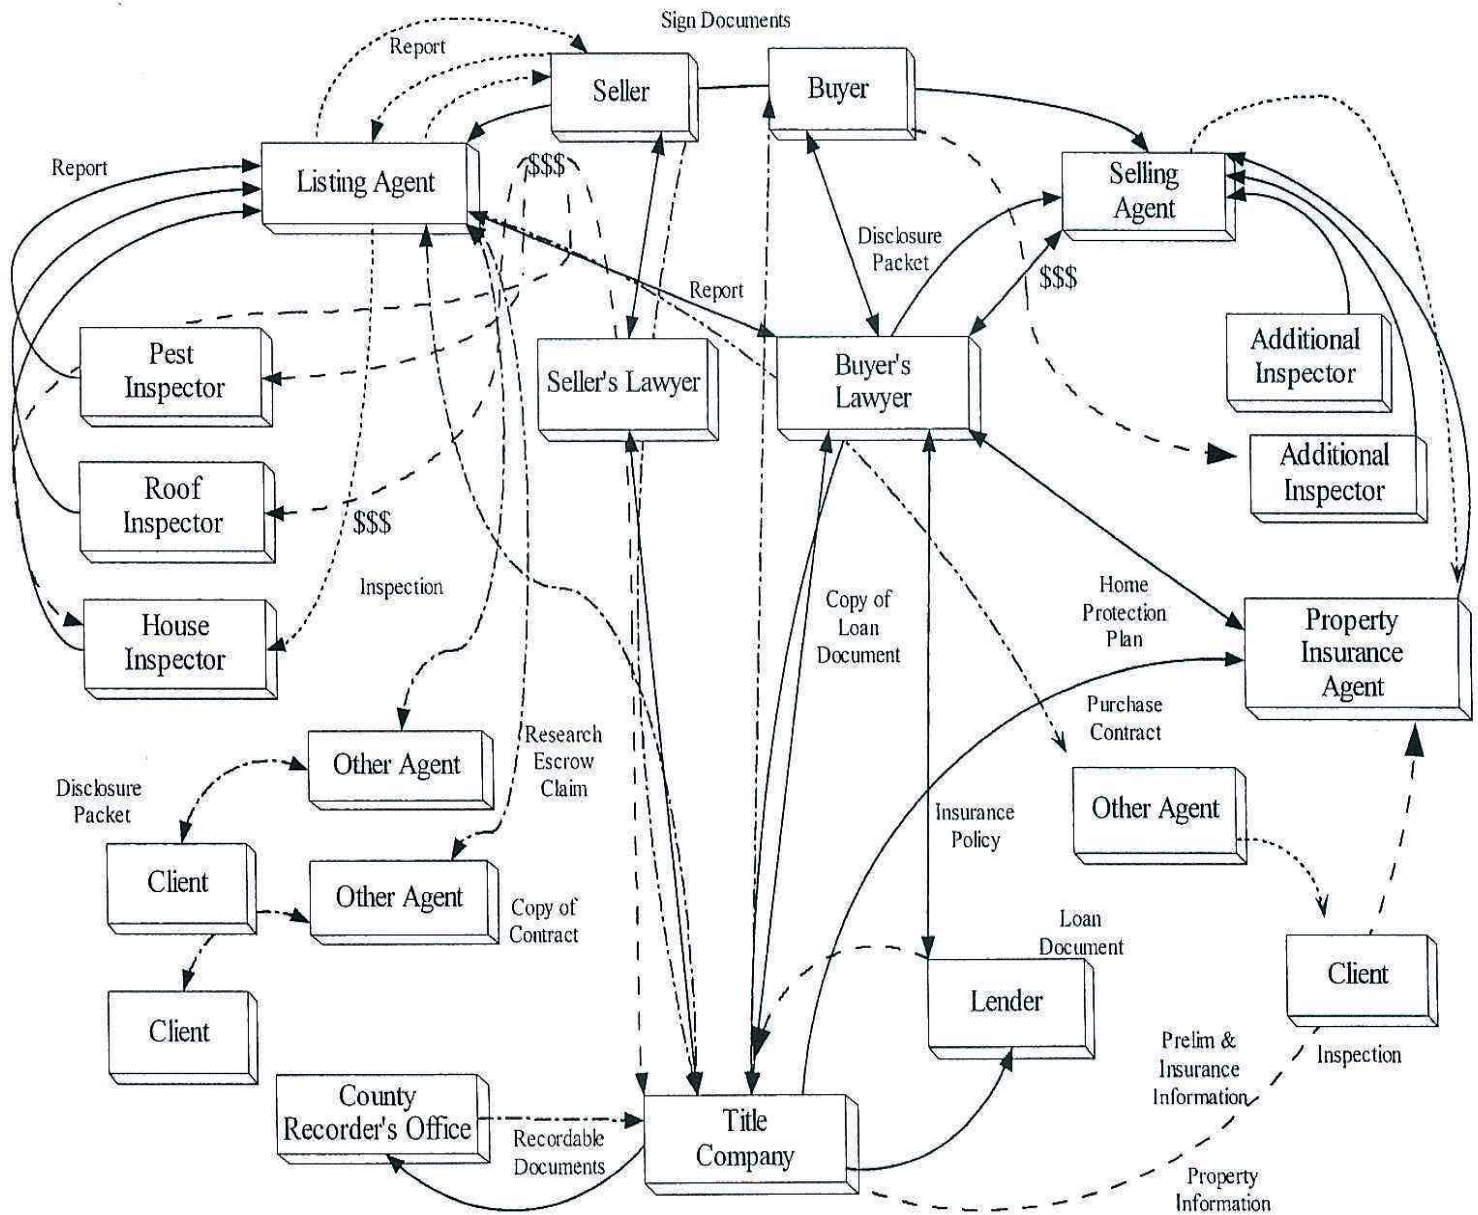 Sign Documents
Report
Seller
Buyer
$$$
Report
Listing Agent
Selling
Agent
Disclosure
Packet
$$$
Report
Pest
Inspector
Seller's Lawyer
Buyer's
Lawyer
Additional
Inspector
Additional
Inspector
Roof
Inspector
$$$
Inspection
House
Inspector
Copy of
Loan
Document
Home
Protection
Plan
Property
Insurance
Agent
Purchase
Contract
Other Agent
Research
Escrow
Claim
Disclosure
Packet
Client
Other Agent
Copy of
Contract
Insurance
Policy
Other Agent
Client
Loan
Document
Lender
Client
Inspection
Prelim &
Insurance
Information
County
Recorder's Office
Recordable
Documents
Title
Company
Property
Information